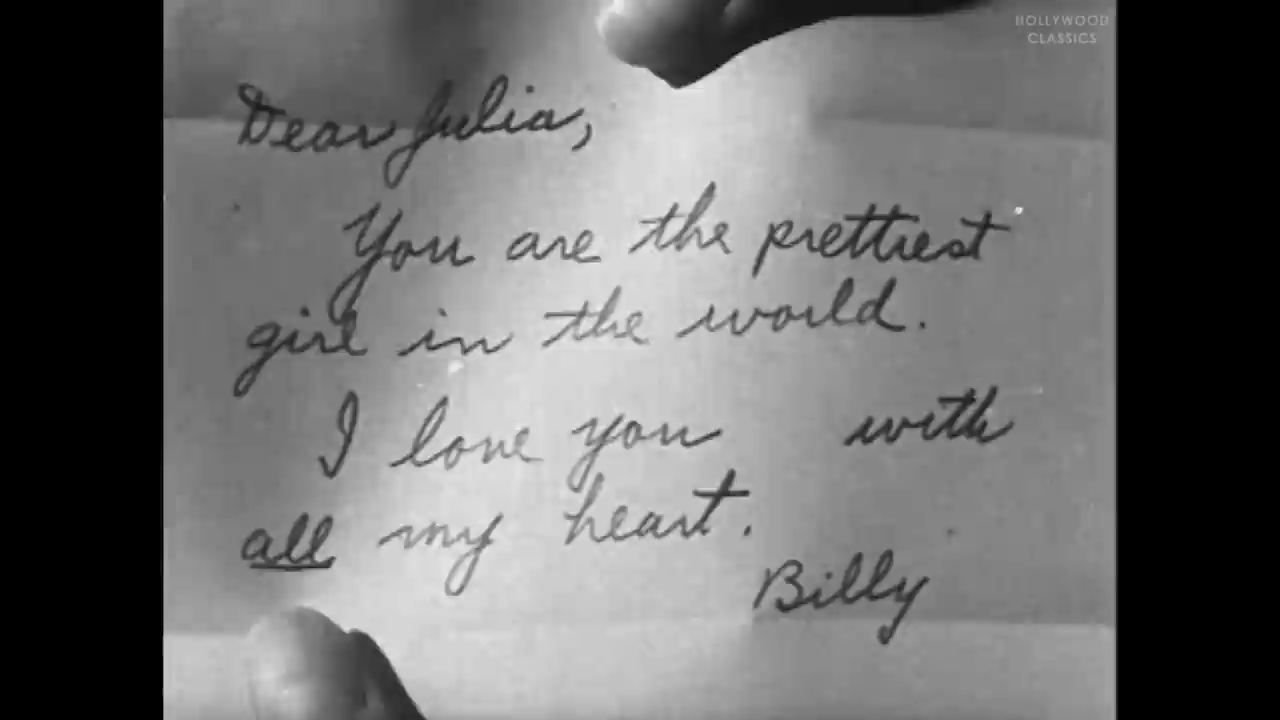 HOLLYWOOD
CLASSICS
Dear Julia,
You are the prettiest
girl in the world.
I love you with
all my heart.
Billy